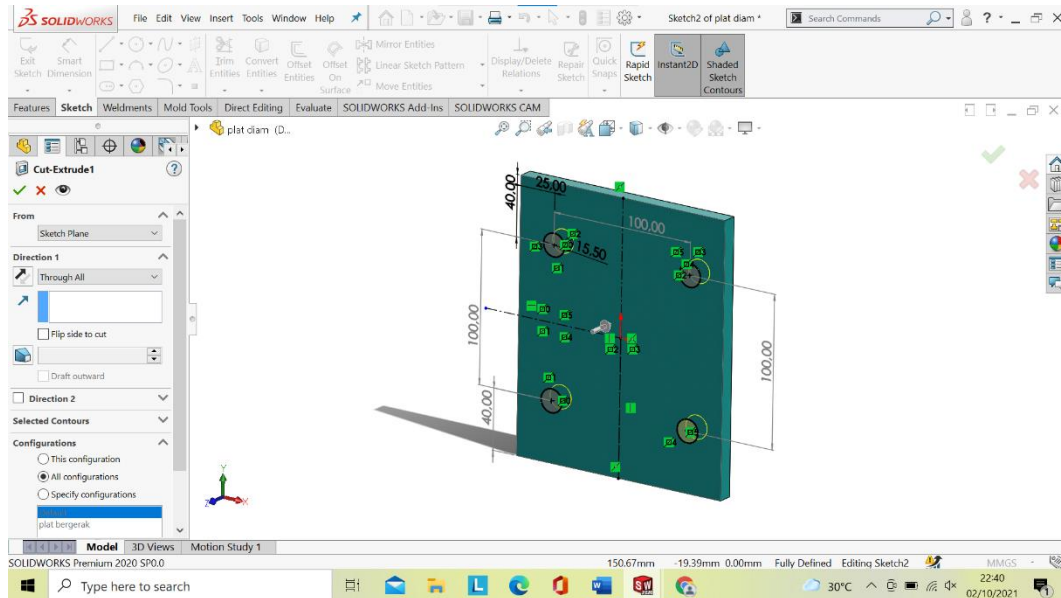 SOLIDWORKS File Edit View Insert Tools Window Help Sketch2 of plat diam * Search Commands
Exit Sketch
Smart Dimension
Trim Entities
Convert Entities
Offset Entities
Offset On Surface
Mirror Entities
Linear Sketch Pattern
Move Entities
Display/Delete Relations
Repair Sketch
Quick Snaps
Rapid Sketch
Instant2D
Shaded Sketch Contours
Features Sketch Weldments Mold Tools Direct Editing Evaluate SOLIDWORKS Add-Ins SOLIDWORKS CAM
plat diam (D...
Cut-Extrude1
From
Sketch Plane
Direction 1
Through All
Flip side to cut
Draft outward
Direction 2
Selected Contours
Configurations
This configuration
All configurations
Specify configurations
plat bergerak
40,00
25,00
100,00
15,50
100,00
100,00
40,00
Y
Z
X
Model 3D Views Motion Study 1
SOLIDWORKS Premium 2020 SP0.0 150.67mm -19.39mm 0.00mm Fully Defined Editing Sketch2 MMGS
Type here to search 30°C 22:40
02/10/2021